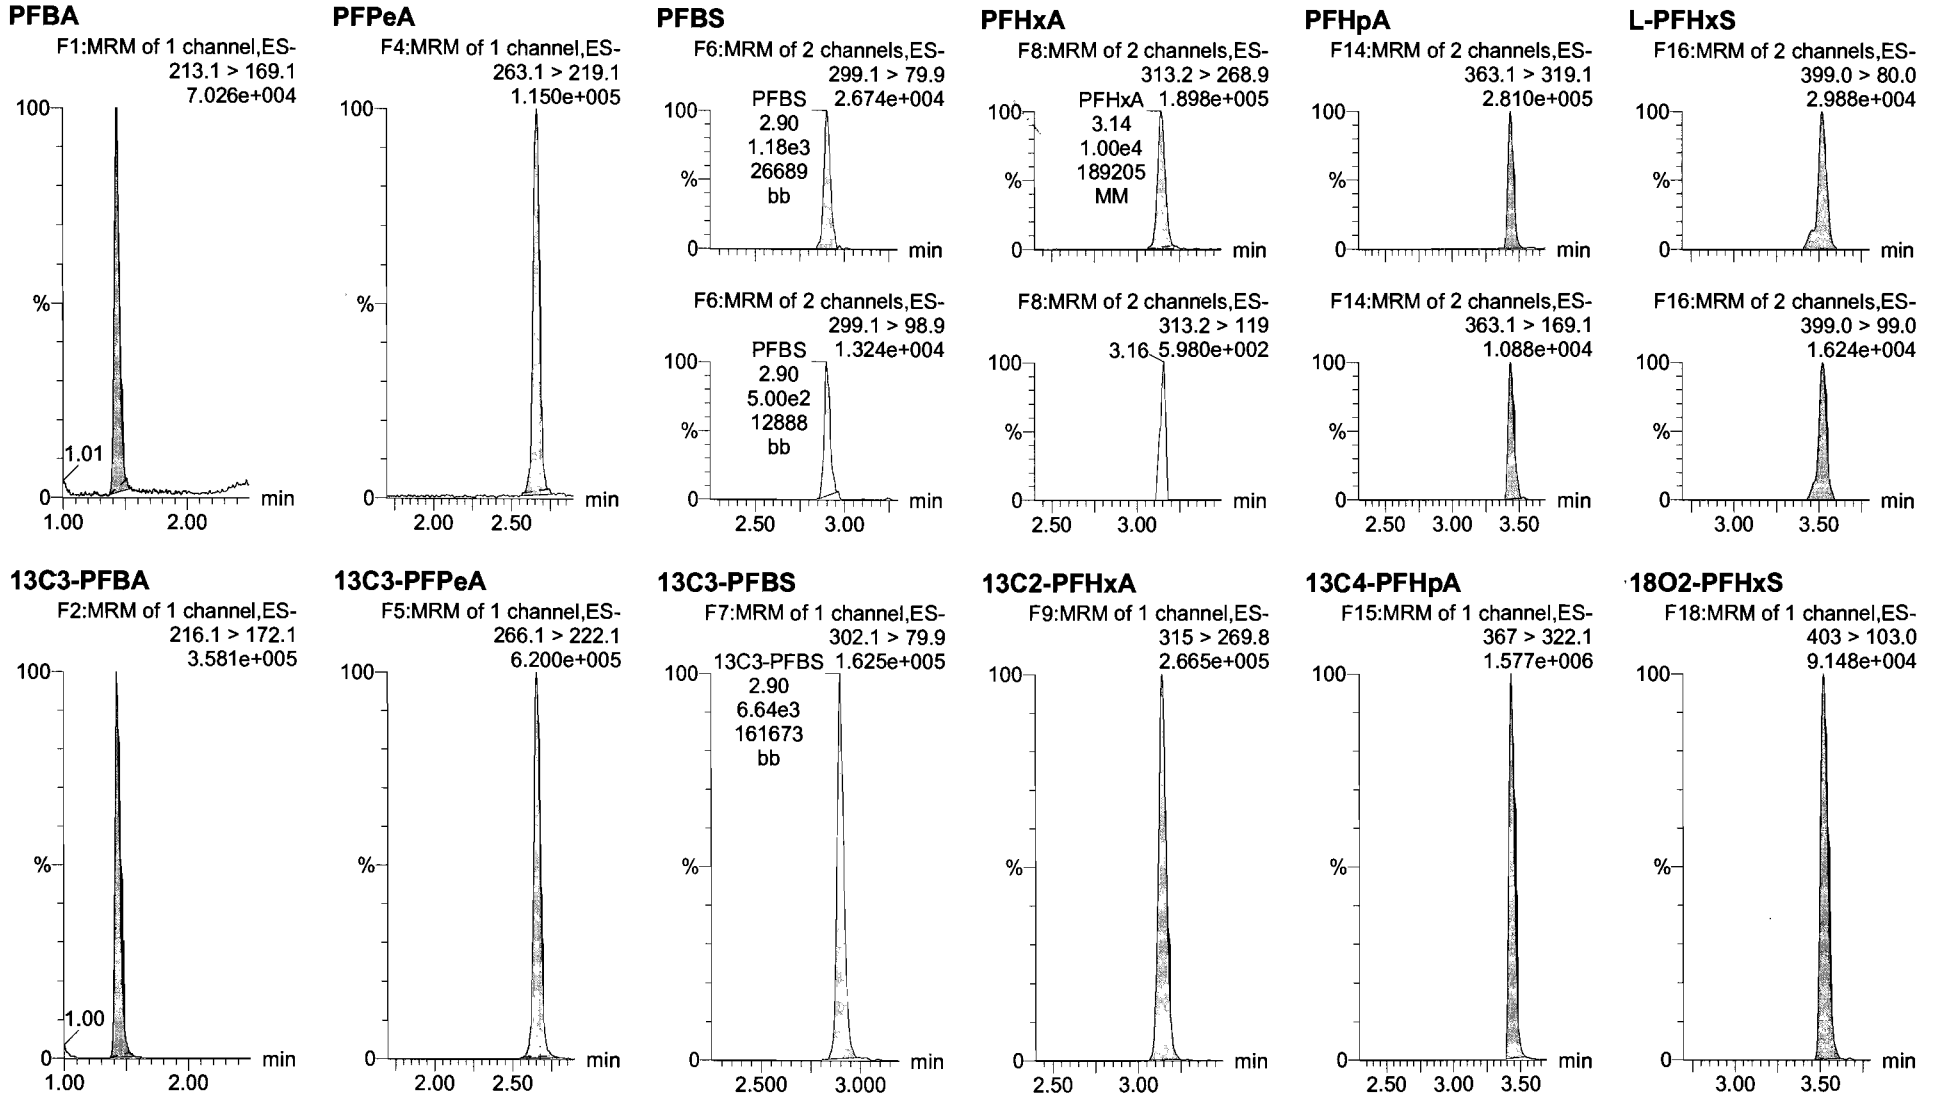 PFBA
F1:MRM of 1 channel,ES-
213.1 > 169.1
7.026e+004
100
%
1.01
0
min
1.00 2.00
PFPeA
F4:MRM of 1 channel,ES-
263.1 > 219.1
1.150e+005
100
%
0
min
2.00 2.50
PFBS
F6:MRM of 2 channels,ES-
299.1 > 79.9
2.674e+004
PFBS
2.90
1.18e3
26689
bb
100
%
0
min
F6:MRM of 2 channels,ES-
299.1 > 98.9
1.324e+004
PFBS
2.90
5.00e2
12888
bb
100
%
0
min
2.50 3.00
PFHxA
F8:MRM of 2 channels,ES-
313.2 > 268.9
1.898e+005
PFHxA
3.14
1.00e4
189205
MM
100
%
0
min
F8:MRM of 2 channels,ES-
313.2 > 119
3.16 5.980e+002
100
%
0
min
2.50 3.00
PFHpA
F14:MRM of 2 channels,ES-
363.1 > 319.1
2.810e+005
100
%
0
min
F14:MRM of 2 channels,ES-
363.1 > 169.1
1.088e+004
100
%
0
min
2.50 3.00 3.50
L-PFHxS
F16:MRM of 2 channels,ES-
399.0 > 80.0
2.988e+004
100
%
0
min
F16:MRM of 2 channels,ES-
399.0 > 99.0
1.624e+004
100
%
0
min
3.00 3.50
13C3-PFBA
F2:MRM of 1 channel,ES-
216.1 > 172.1
3.581e+005
100
%
1.00
0
min
1.00 2.00
13C3-PFPeA
F5:MRM of 1 channel,ES-
266.1 > 222.1
6.200e+005
100
%
0
min
2.00 2.50
13C3-PFBS
F7:MRM of 1 channel,ES-
302.1 > 79.9
13C3-PFBS 1.625e+005
2.90
6.64e3
161673
bb
100
%
0
min
2.500 3.000
13C2-PFHxA
F9:MRM of 1 channel,ES-
315 > 269.8
2.665e+005
100
%
0
min
2.50 3.00
13C4-PFHpA
F15:MRM of 1 channel,ES-
367 > 322.1
1.577e+006
100
%
0
min
2.50 3.00 3.50
18O2-PFHxS
F18:MRM of 1 channel,ES-
403 > 103.0
9.148e+004
100
%
0
min
3.00 3.50